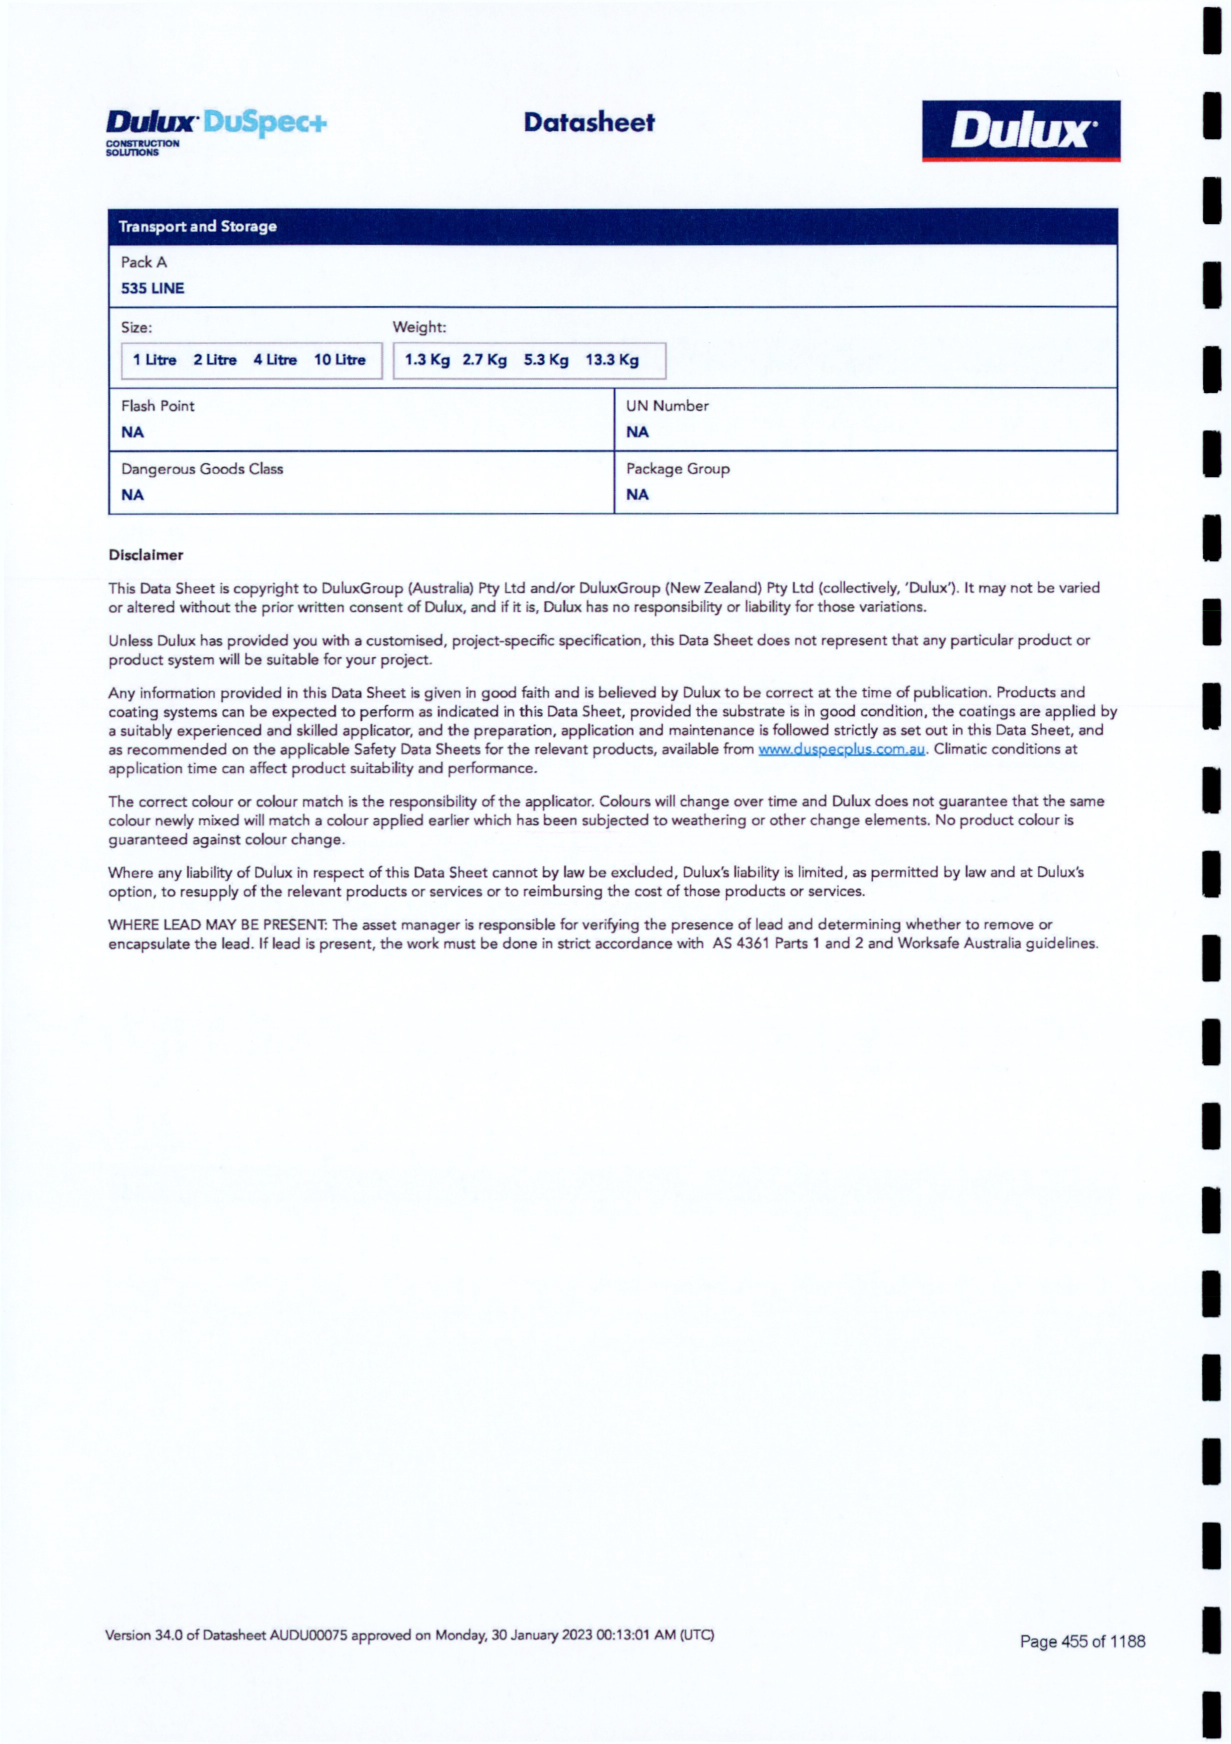 Dulux DuSpec+
CONSTRUCTION
SOLUTIONS
Datasheet
Dulux
Transport and Storage
Pack A
535 LINE
Size: Weight:
1 Litre 2 Litre 4 Litre 10 Litre 1.3 Kg 2.7 Kg 5.3 Kg 13.3 Kg
Flash Point UN Number
NA NA
Dangerous Goods Class Package Group
NA NA
Disclaimer
This Data Sheet is copyright to DuluxGroup (Australia) Pty Ltd and/or DuluxGroup (New Zealand) Pty Ltd (collectively, 'Dulux'). It may not be varied
or altered without the prior written consent of Dulux, and if it is, Dulux has no responsibility or liability for those variations.
Unless Dulux has provided you with a customised, project-specific specification, this Data Sheet does not represent that any particular product or
product system will be suitable for your project.
Any information provided in this Data Sheet is given in good faith and is believed by Dulux to be correct at the time of publication. Products and
coating systems can be expected to perform as indicated in this Data Sheet, provided the substrate is in good condition, the coatings are applied by
a suitably experienced and skilled applicator, and the preparation, application and maintenance is followed strictly as set out in this Data Sheet, and
as recommended on the applicable Safety Data Sheets for the relevant products, available from www.duspecplus.com.au. Climatic conditions at
application time can affect product suitability and performance.
The correct colour or colour match is the responsibility of the applicator. Colours will change over time and Dulux does not guarantee that the same
colour newly mixed will match a colour applied earlier which has been subjected to weathering or other change elements. No product colour is
guaranteed against colour change.
Where any liability of Dulux in respect of this Data Sheet cannot by law be excluded, Dulux's liability is limited, as permitted by law and at Dulux's
option, to resupply of the relevant products or services or to reimbursing the cost of those products or services.
WHERE LEAD MAY BE PRESENT: The asset manager is responsible for verifying the presence of lead and determining whether to remove or
encapsulate the lead. If lead is present, the work must be done in strict accordance with AS 4361 Parts 1 and 2 and Worksafe Australia guidelines.
Version 34.0 of Datasheet AUDU00075 approved on Monday, 30 January 2023 00:13:01 AM (UTC)
Page 455 of 1188